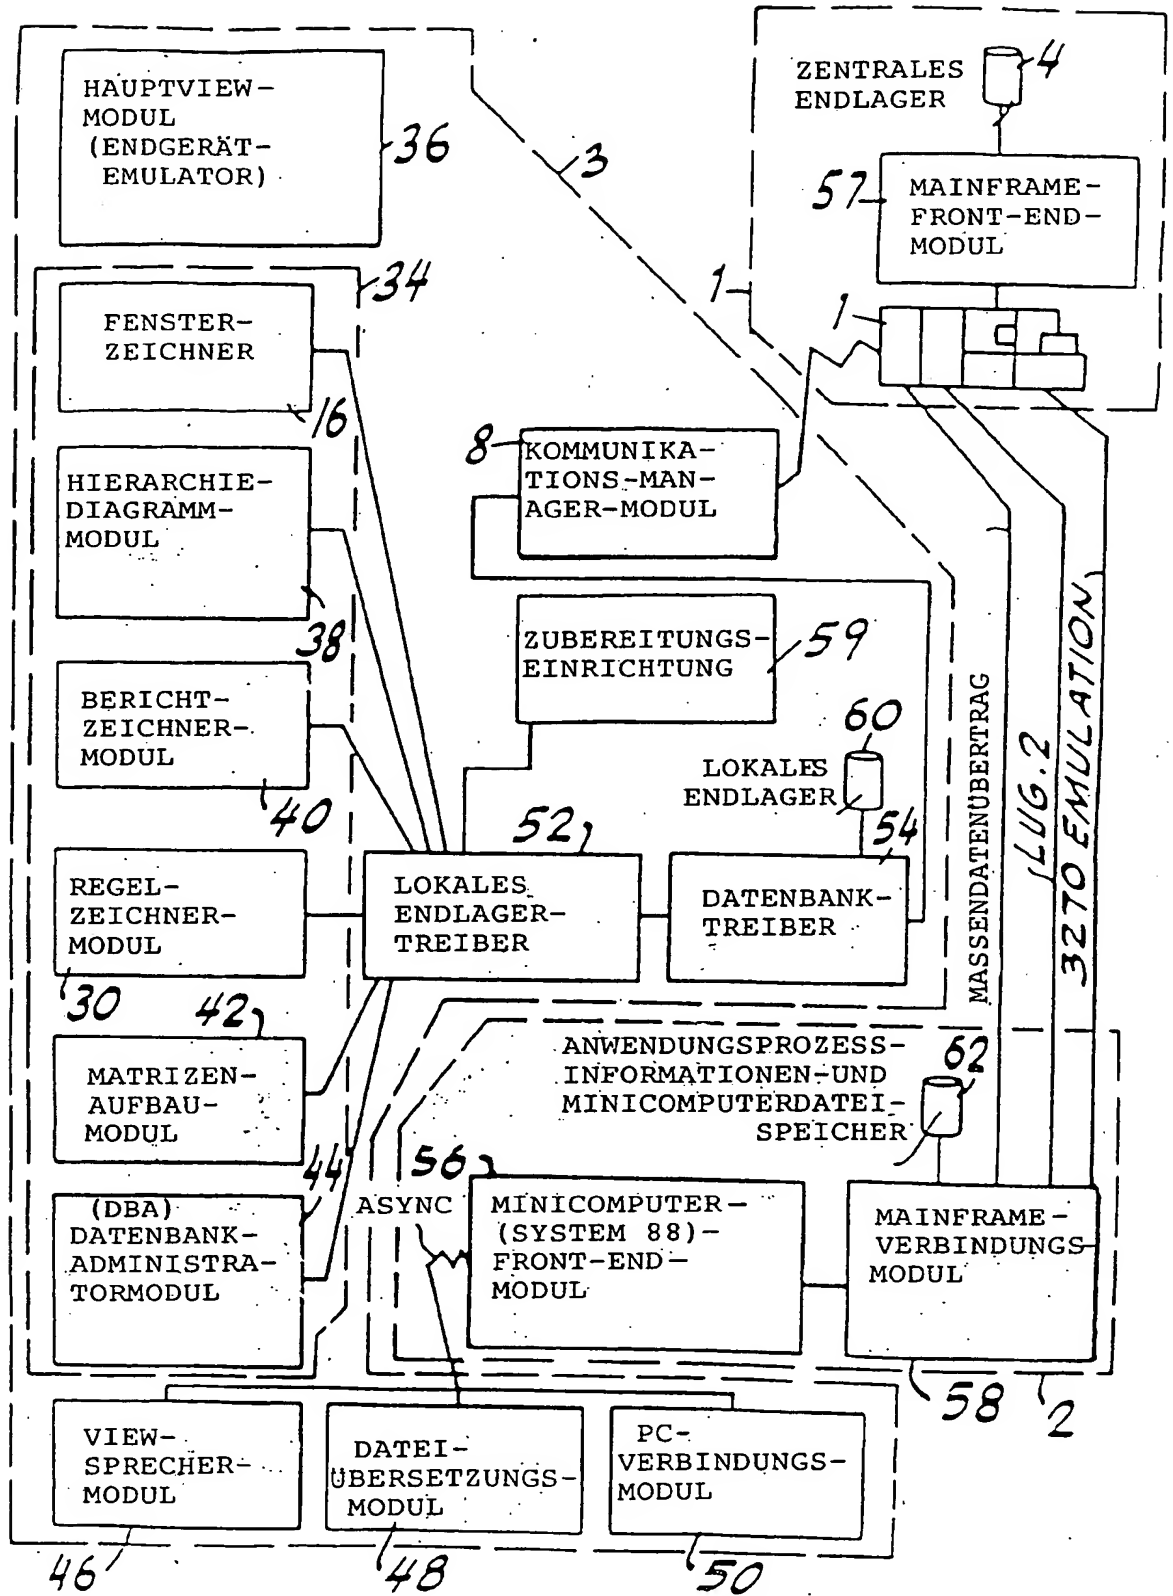 HAUPTVIEW-
MODUL
(ENDGERÄT-
EMULATOR)
36
3
ZENTRALES
ENDLAGER
4
57
MAINFRAME-
FRONT-END-
MODUL
1
1
34
FENSTER-
ZEICHNER
16
8
KOMMUNIKA-
TIONS-MAN-
AGER-MODUL
HIERARCHIE-
DIAGRAMM-
MODUL
38
ZUBEREITUNGS-
EINRICHTUNG
59
BERICHT-
ZEICHNER-
MODUL
40
60
LOKALES
ENDLAGER
MASSENDATENÜBERTRAG
LUG.2
3270 EMULATION
52
LOKALES
ENDLAGER-
TREIBER
54
DATENBANK-
TREIBER
REGEL-
ZEICHNER-
MODUL
30
42
MATRIZEN-
AUFBAU-
MODUL
ANWENDUNGSPROZESS-
INFORMATIONEN-UND
MINICOMPUTERDATEI-
SPEICHER
62
44
(DBA)
DATENBANK-
ADMINISTRA-
TORMODUL
ASYNC
56
MINICOMPUTER-
(SYSTEM 88)-
FRONT-END-
MODUL
MAINFRAME-
VERBINDUNGS-
MODUL
58
2
VIEW-
SPRECHER-
MODUL
46
DATEI-
ÜBERSETZUNGS-
MODUL
48
PC-
VERBINDUNGS-
MODUL
50